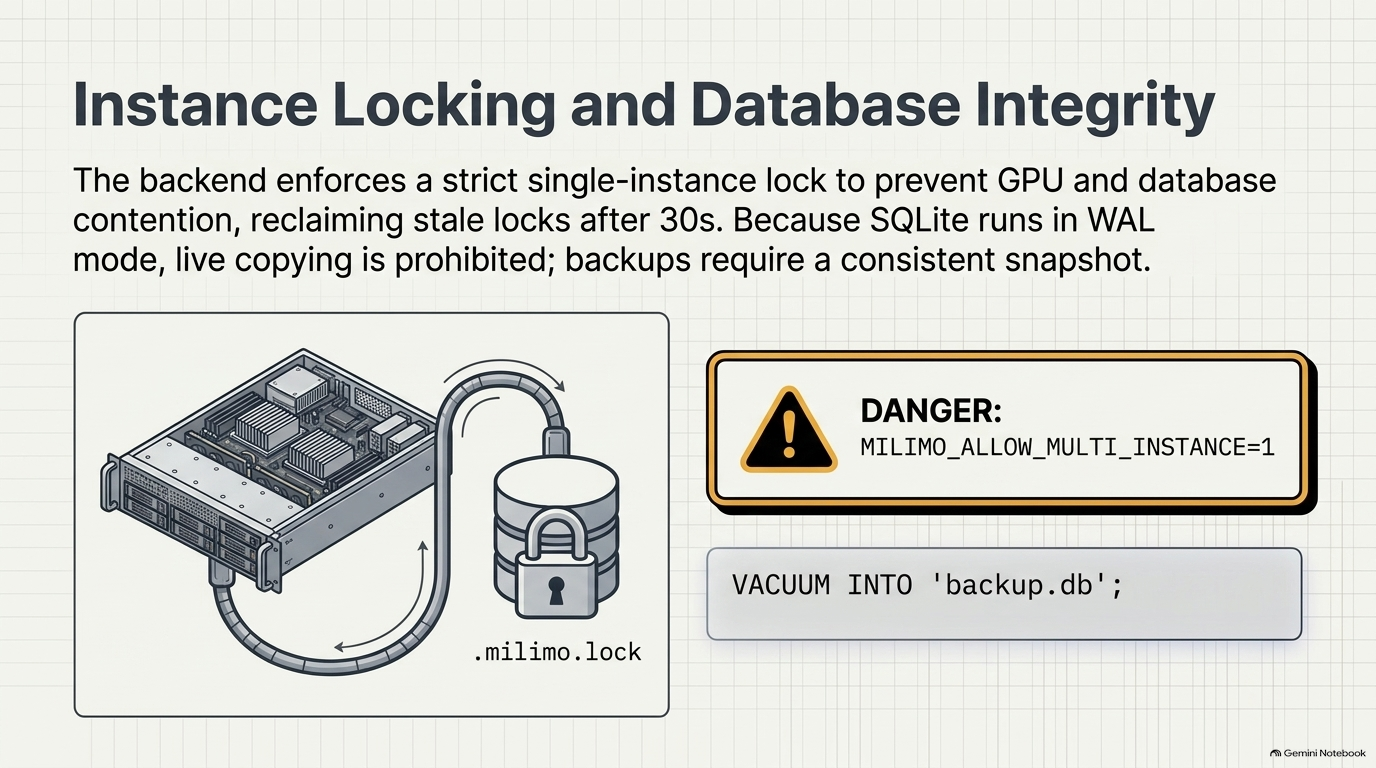 Instance Locking and Database Integrity
The backend enforces a strict single-instance lock to prevent GPU and database
contention, reclaiming stale locks after 30s. Because SQLite runs in WAL
mode, live copying is prohibited; backups require a consistent snapshot.
.milimo.lock
DANGER:
MILIMO_ALLOW_MULTI_INSTANCE=1
VACUUM INTO 'backup.db';
Gemini Notebook